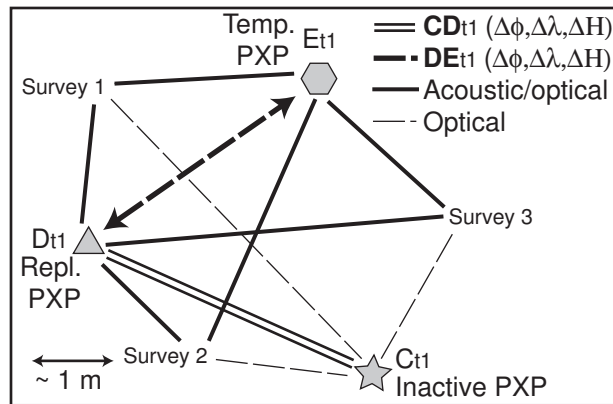 Temp.
PXP
Et1
CDt1 (Δϕ,Δλ,ΔH)
DEt1 (Δϕ,Δλ,ΔH)
Acoustic/optical
Optical
Survey 1
Survey 3
Dt1
Repl.
PXP
Survey 2
~ 1 m
Ct1
Inactive PXP